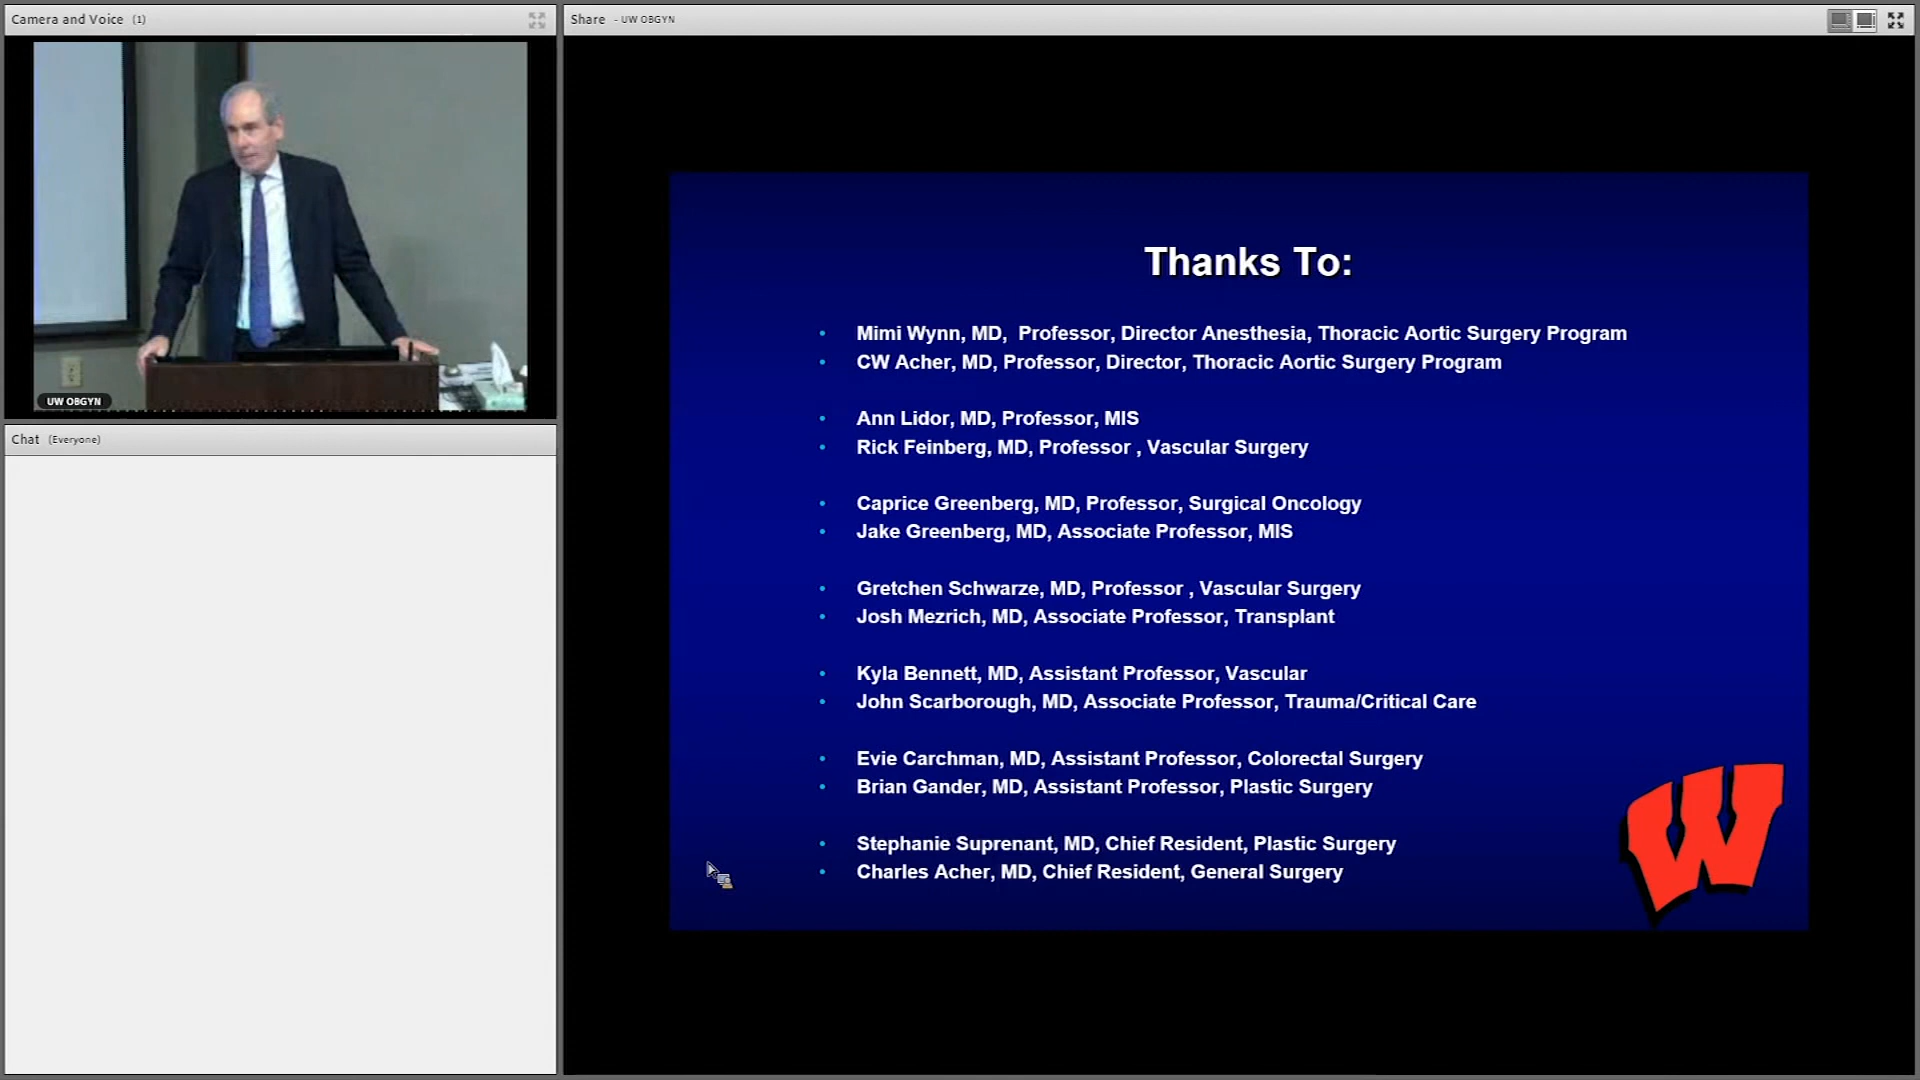 Camera and Voice (1)
UW OBGYN
Chat (Everyone)
Share - UW OBGYN
Thanks To:
• Mimi Wynn, MD,  Professor, Director Anesthesia, Thoracic Aortic Surgery Program
• CW Acher, MD, Professor, Director, Thoracic Aortic Surgery Program
• Ann Lidor, MD, Professor, MIS
• Rick Feinberg, MD, Professor , Vascular Surgery
• Caprice Greenberg, MD, Professor, Surgical Oncology
• Jake Greenberg, MD, Associate Professor, MIS
• Gretchen Schwarze, MD, Professor , Vascular Surgery
• Josh Mezrich, MD, Associate Professor, Transplant
• Kyla Bennett, MD, Assistant Professor, Vascular
• John Scarborough, MD, Associate Professor, Trauma/Critical Care
• Evie Carchman, MD, Assistant Professor, Colorectal Surgery
• Brian Gander, MD, Assistant Professor, Plastic Surgery
• Stephanie Suprenant, MD, Chief Resident, Plastic Surgery
• Charles Acher, MD, Chief Resident, General Surgery
W